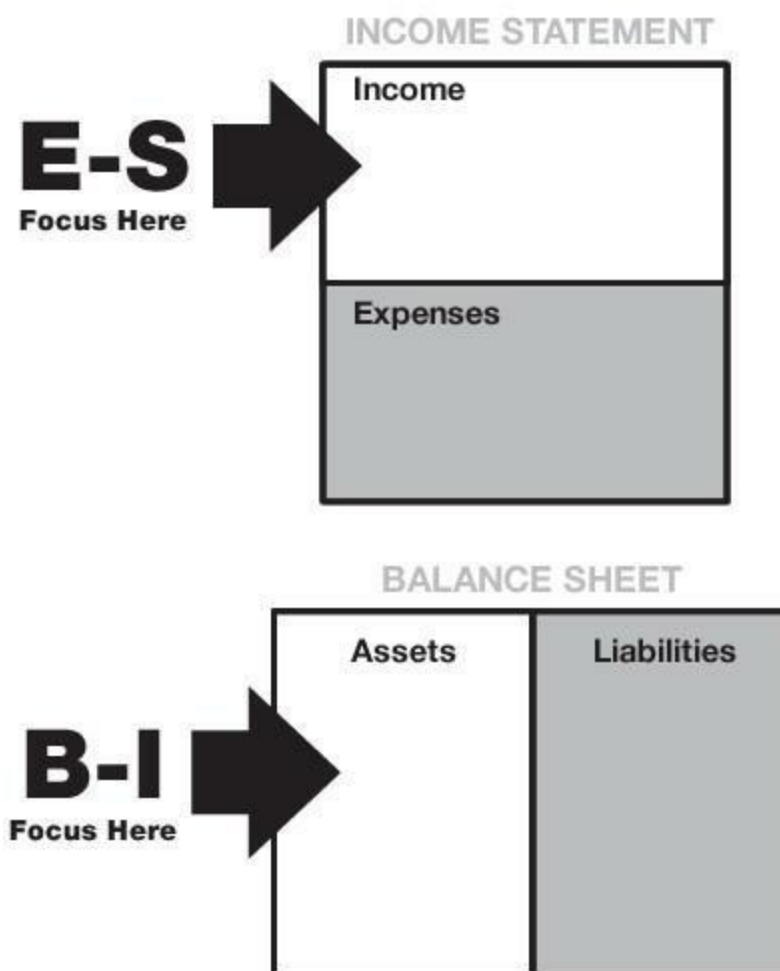 INCOME STATEMENT
Income
E-S
Focus Here
Expenses
BALANCE SHEET
Assets
Liabilities
B-I
Focus Here